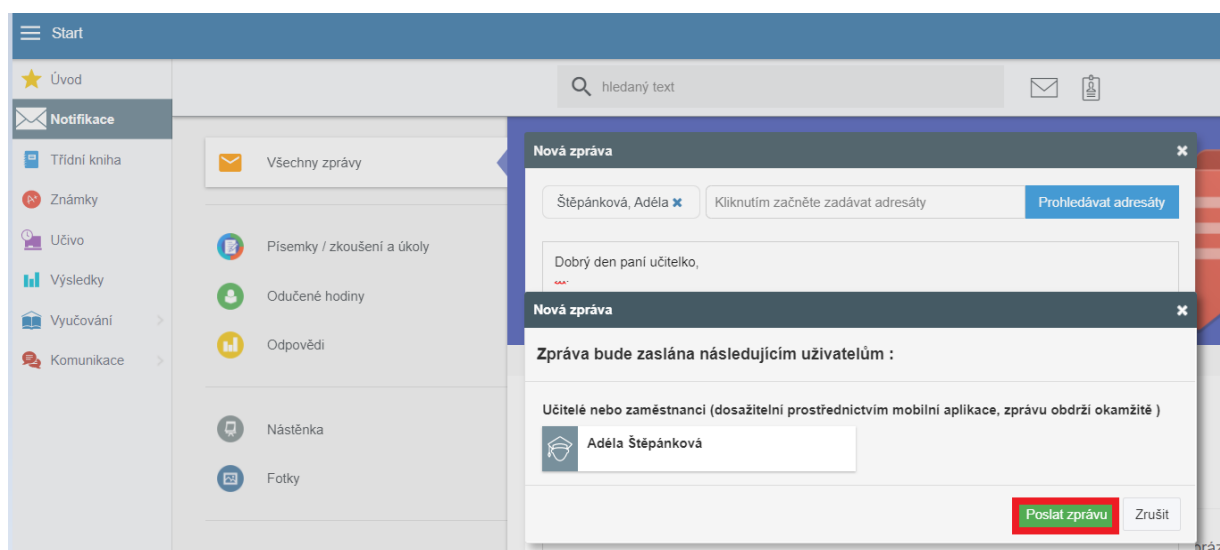 Start
Úvod
Notifikace
Třídní kniha
Známky
Učivo
Výsledky
Vyučování
Komunikace
hledaný text
Všechny zprávy
Písemky / zkoušení a úkoly
Odučené hodiny
Odpovědi
Nástěnka
Fotky
Nová zpráva
Štěpánková, Adéla
Kliknutím začněte zadávat adresáty
Prohledávat adresáty
Dobrý den paní učitelko,
....
Nová zpráva
Zpráva bude zaslána následujícím uživatelům :
Učitelé nebo zaměstnanci (dosažitelní prostřednictvím mobilní aplikace, zprávu obdrží okamžitě )
Adéla Štěpánková
Poslat zprávu
Zrušit